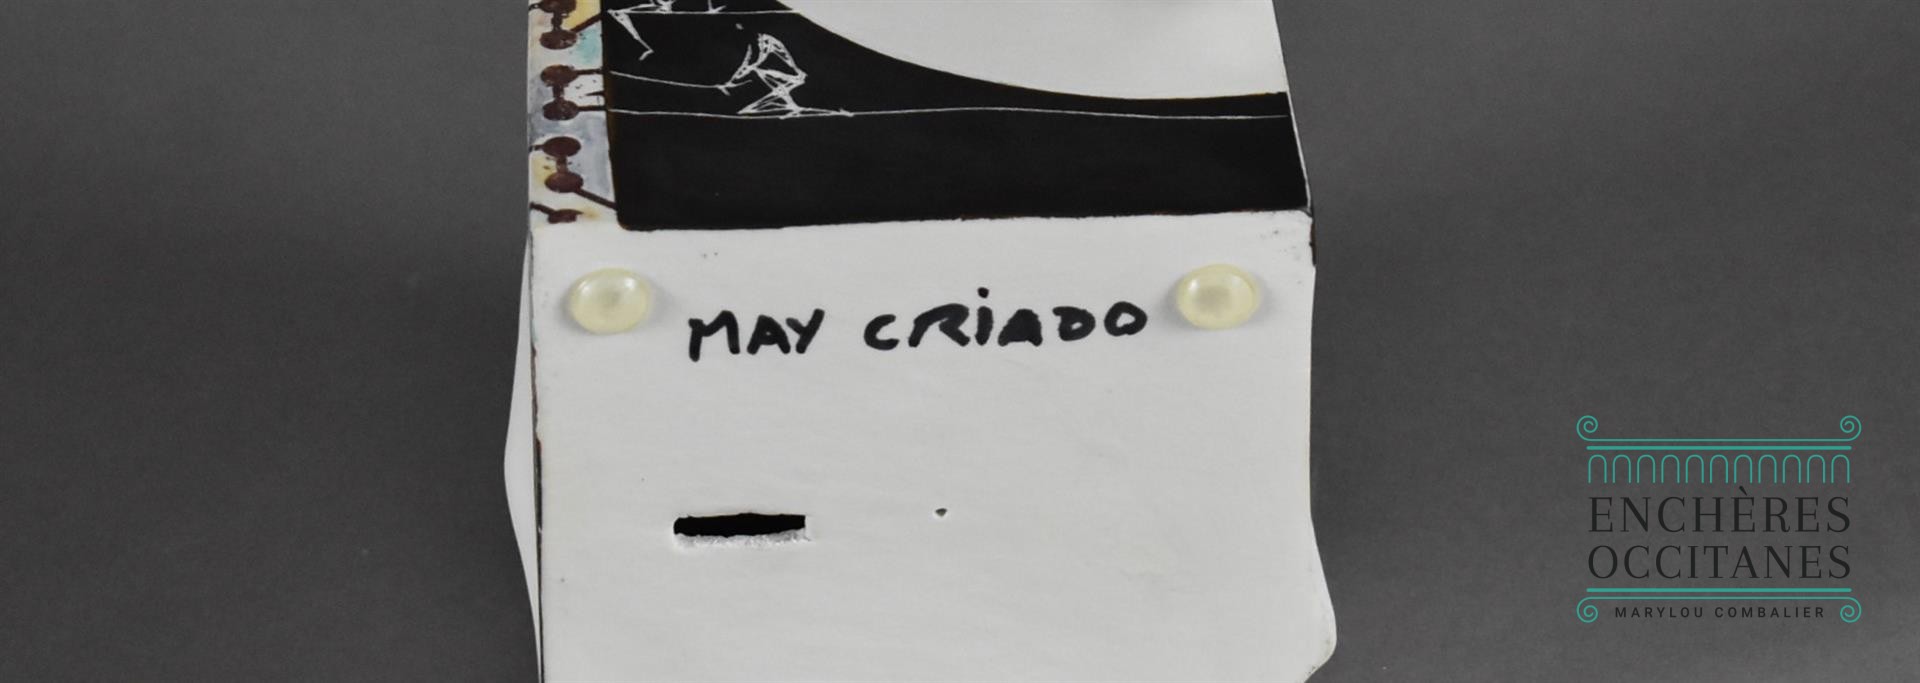 MAY CRiADO
ENCHÈRES
OCCITANES
MARYLOU COMBALIER